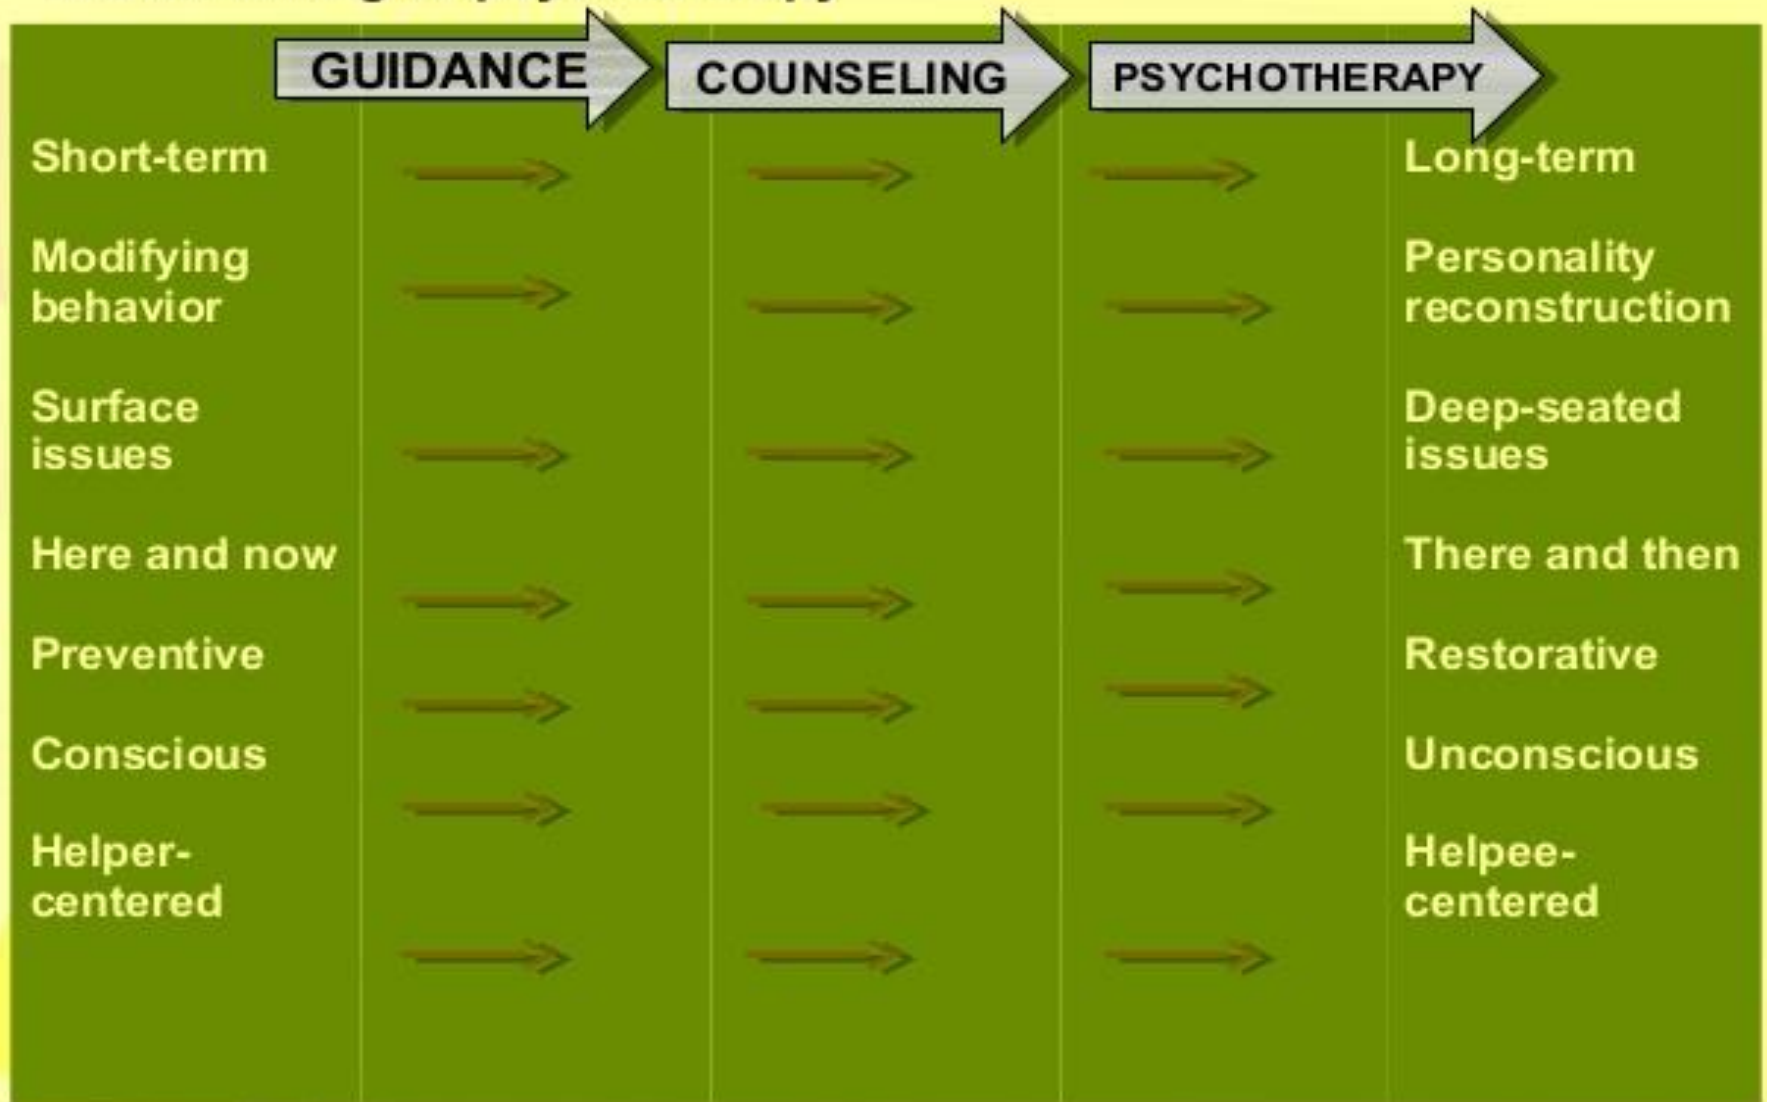 GUIDANCE
COUNSELING
PSYCHOTHERAPY
Short-term
Long-term
Modifying
behavior
Personality
reconstruction
Surface
issues
Deep-seated
issues
Here and now
There and then
Preventive
Restorative
Conscious
Unconscious
Helper-
centered
Helpee-
centered